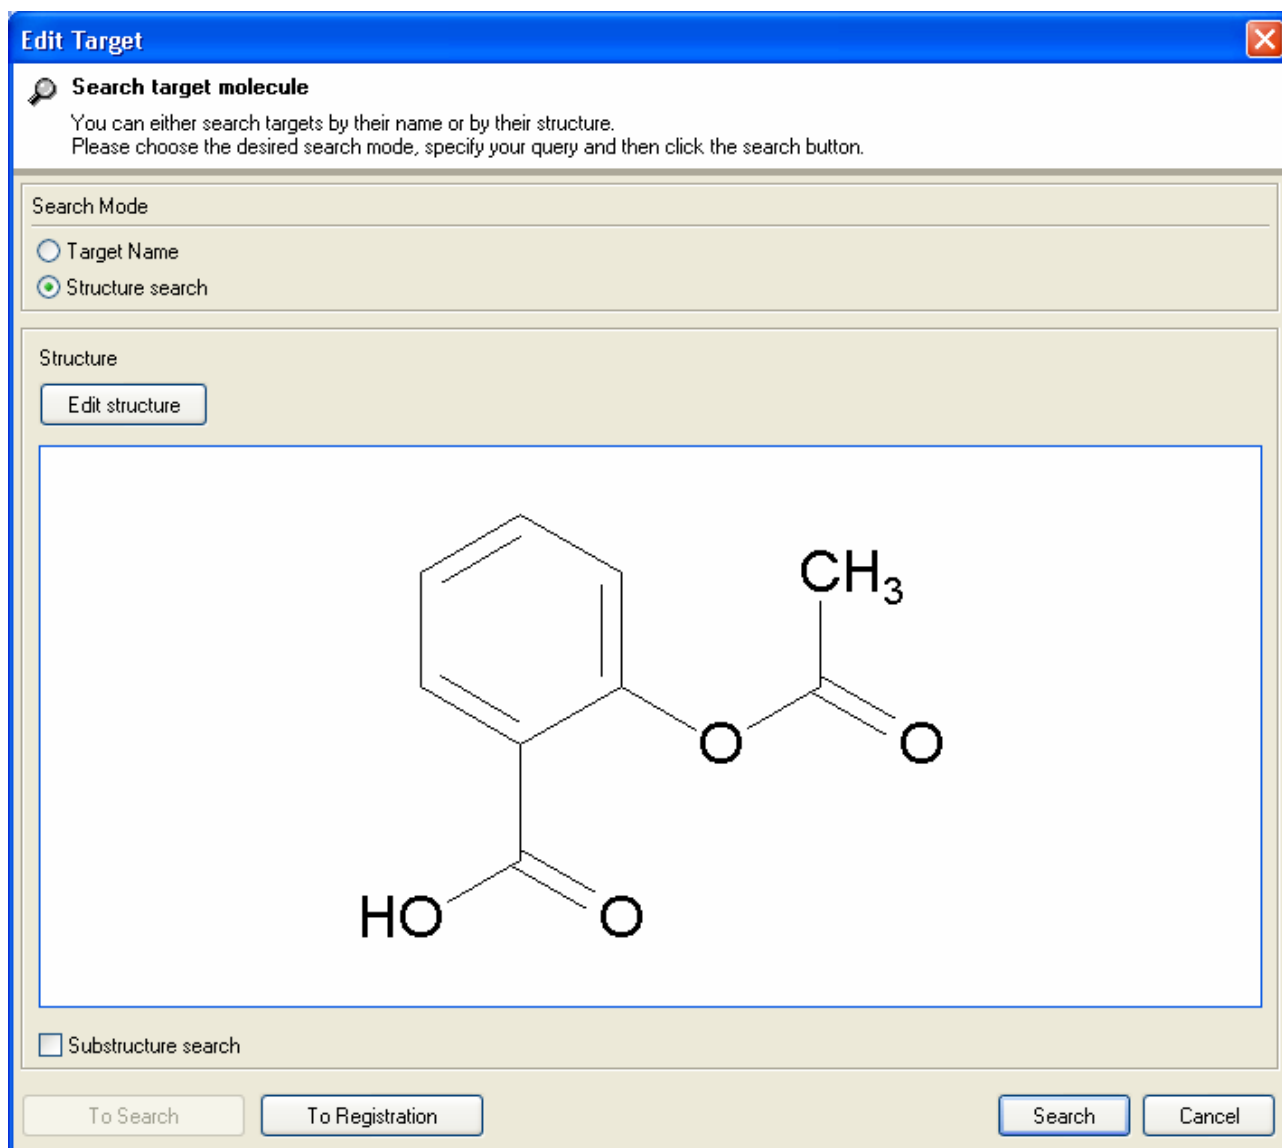 Edit Target
Search target molecule
You can either search targets by their name or by their structure.
Please choose the desired search mode, specify your query and then click the search button.
Search Mode
Target Name
Structure search
Structure
Edit structure
CH3
O
O
HO
O
Substructure search
To Search
To Registration
Search
Cancel